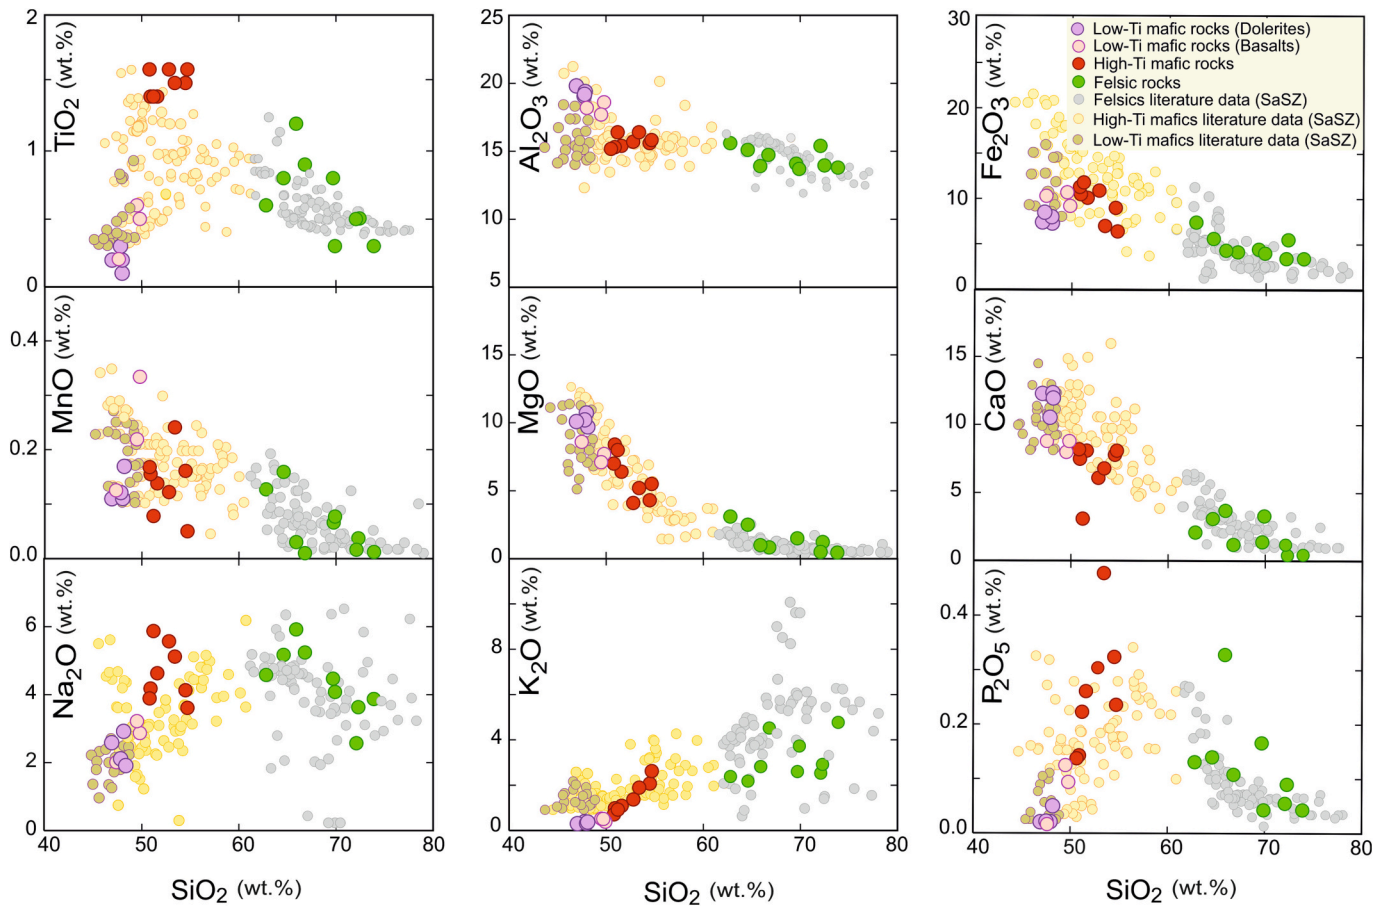 2
1
0
TiO2 (wt.%)
25
20
15
10
5
Al2O3 (wt.%)
30
20
10
0
Fe2O3 (wt.%)
Low-Ti mafic rocks (Dolerites)
Low-Ti mafic rocks (Basalts)
High-Ti mafic rocks
Felsic rocks
Felsics literature data (SaSZ)
High-Ti mafics literature data (SaSZ)
Low-Ti mafics literature data (SaSZ)
0.4
0.2
0.0
MnO (wt.%)
15
10
5
0
MgO (wt.%)
15
10
5
0
CaO (wt.%)
6
4
2
0
Na2O (wt.%)
8
4
0
K2O (wt.%)
0.4
0.2
0.0
P2O5 (wt.%)
40 50 60 70 80
40 50 60 70 80
40 50 60 70 80
SiO2 (wt.%)
SiO2 (wt.%)
SiO2 (wt.%)